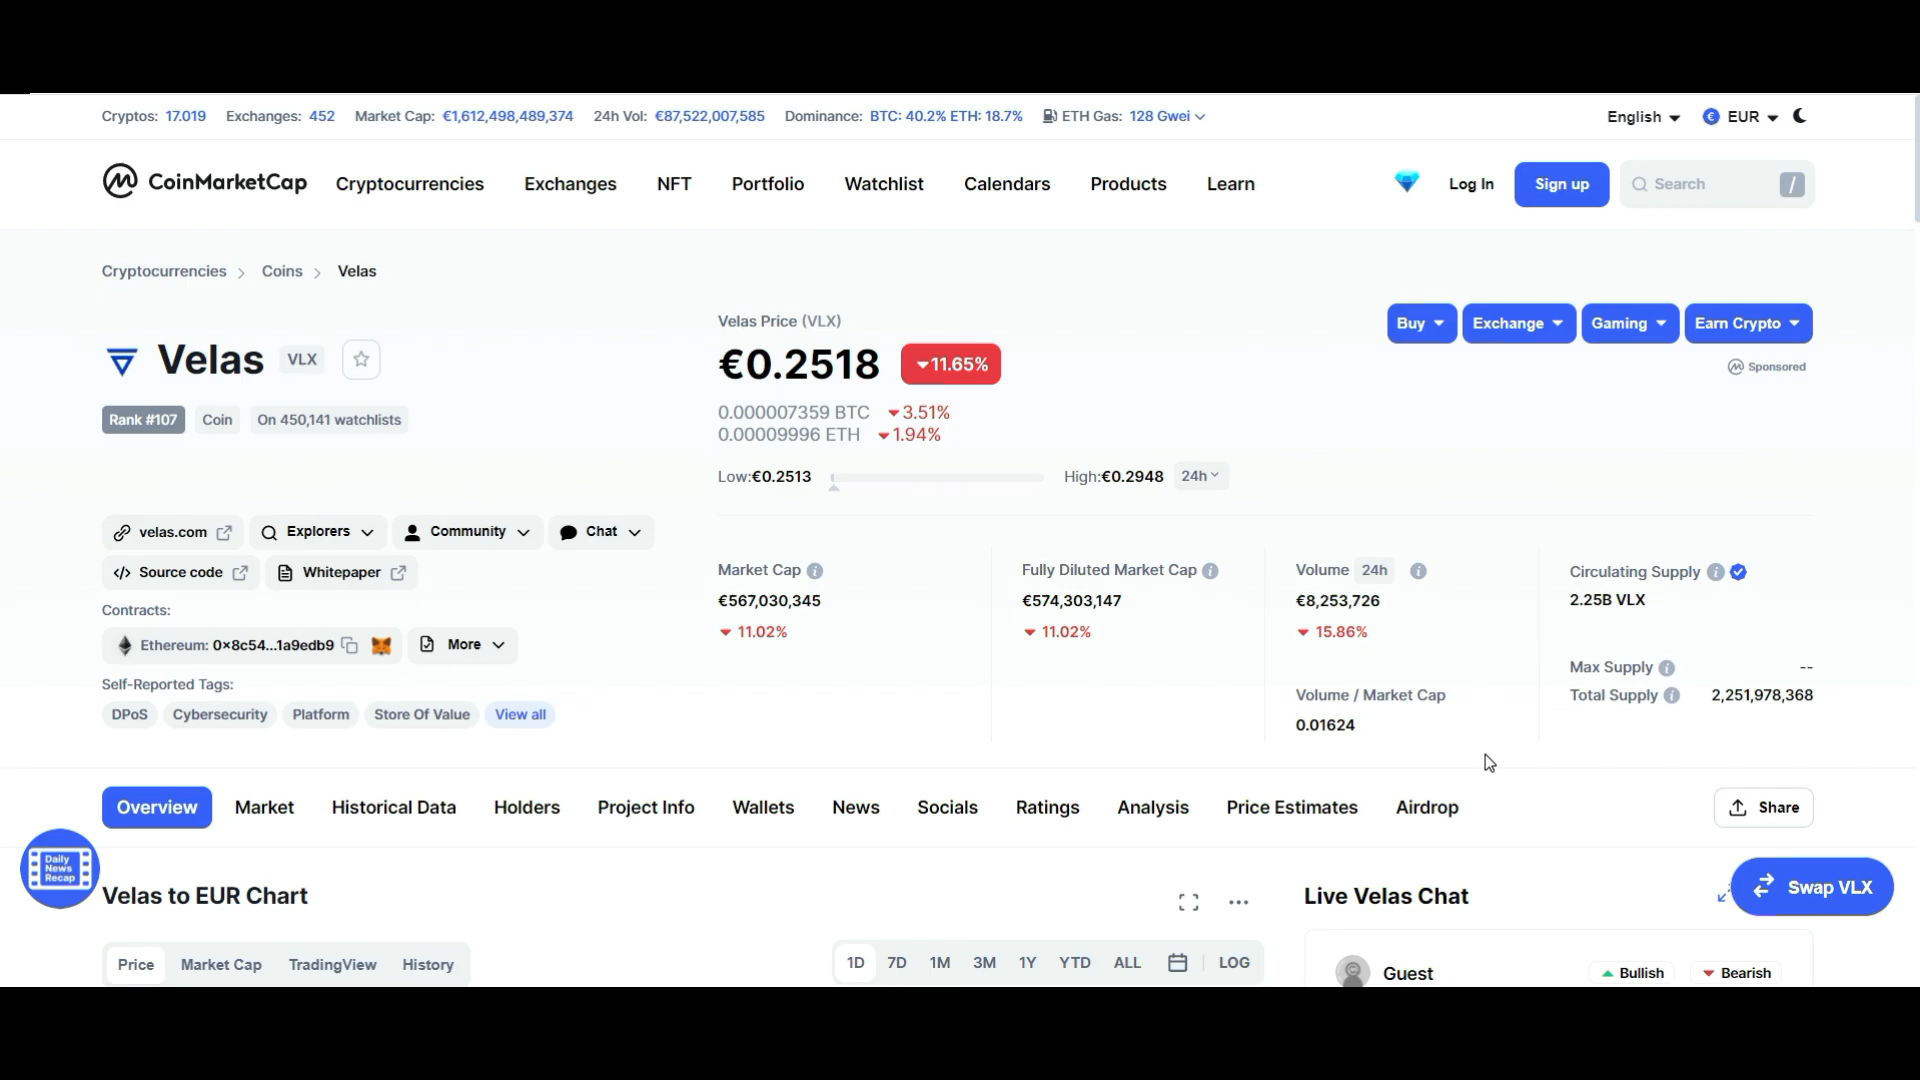 Cryptos: 17.019 Exchanges: 452 Market Cap: €1,612,498,489,374 24h Vol: €87,522,007,585 Dominance: BTC: 40.2% ETH: 18.7% ETH Gas: 128 Gwei English EUR
CoinMarketCap Cryptocurrencies Exchanges NFT Portfolio Watchlist Calendars Products Learn Log In Sign up Search /
Cryptocurrencies > Coins > Velas
Velas VLX
Rank #107 Coin On 450,141 watchlists
velas.com Explorers Community Chat
Source code Whitepaper
Contracts:
Ethereum: 0x8c54...1a9edb9 More
Self-Reported Tags:
DPoS Cybersecurity Platform Store Of Value View all
Velas Price (VLX)
€0.2518 11.65%
0.000007359 BTC 3.51%
0.00009996 ETH 1.94%
Low:€0.2513 High:€0.2948 24h
Buy Exchange Gaming Earn Crypto
Sponsored
Market Cap
€567,030,345
11.02%
Fully Diluted Market Cap
€574,303,147
11.02%
Volume 24h
€8,253,726
15.86%
Volume / Market Cap
0.01624
Circulating Supply
2.25B VLX
Max Supply --
Total Supply 2,251,978,368
Overview Market Historical Data Holders Project Info Wallets News Socials Ratings Analysis Price Estimates Airdrop Share
Daily
News
Recap
Velas to EUR Chart
Price Market Cap TradingView History 1D 7D 1M 3M 1Y YTD ALL LOG
Live Velas Chat
Swap VLX
Guest Bullish Bearish